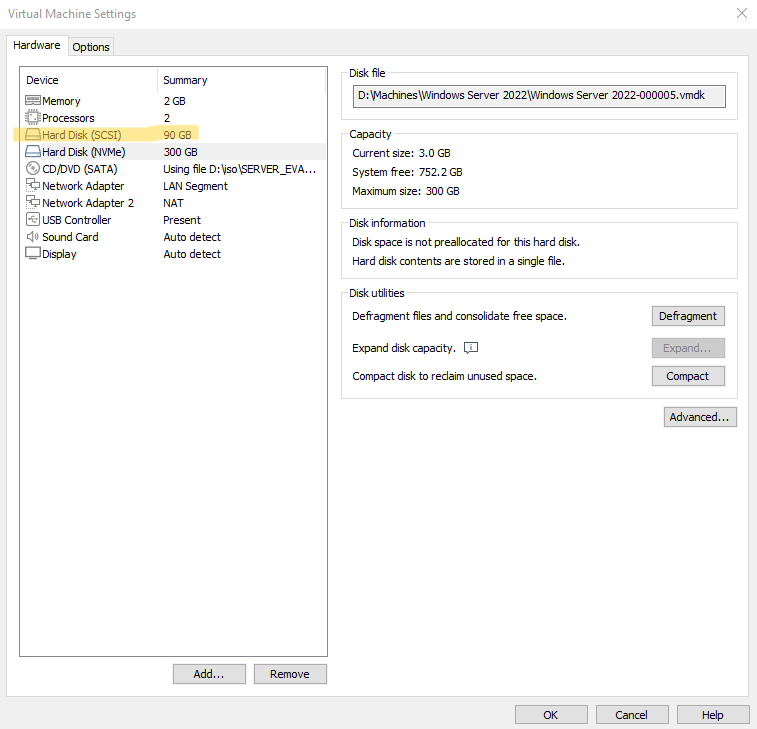 Virtual Machine Settings
Hardware
Options
Device Summary
Memory 2 GB
Processors 2
Hard Disk (SCSI) 90 GB
Hard Disk (NVMe) 300 GB
CD/DVD (SATA) Using file D:\iso\SERVER_EVA...
Network Adapter LAN Segment
Network Adapter 2 NAT
USB Controller Present
Sound Card Auto detect
Display Auto detect
Add...
Remove
Disk file
D:\Machines\Windows Server 2022\Windows Server 2022-000005.vmdk
Capacity
Current size: 3.0 GB
System free: 752.2 GB
Maximum size: 300 GB
Disk information
Disk space is not preallocated for this hard disk.
Hard disk contents are stored in a single file.
Disk utilities
Defragment files and consolidate free space. Defragment
Expand disk capacity. Expand...
Compact disk to reclaim unused space. Compact
Advanced...
OK
Cancel
Help